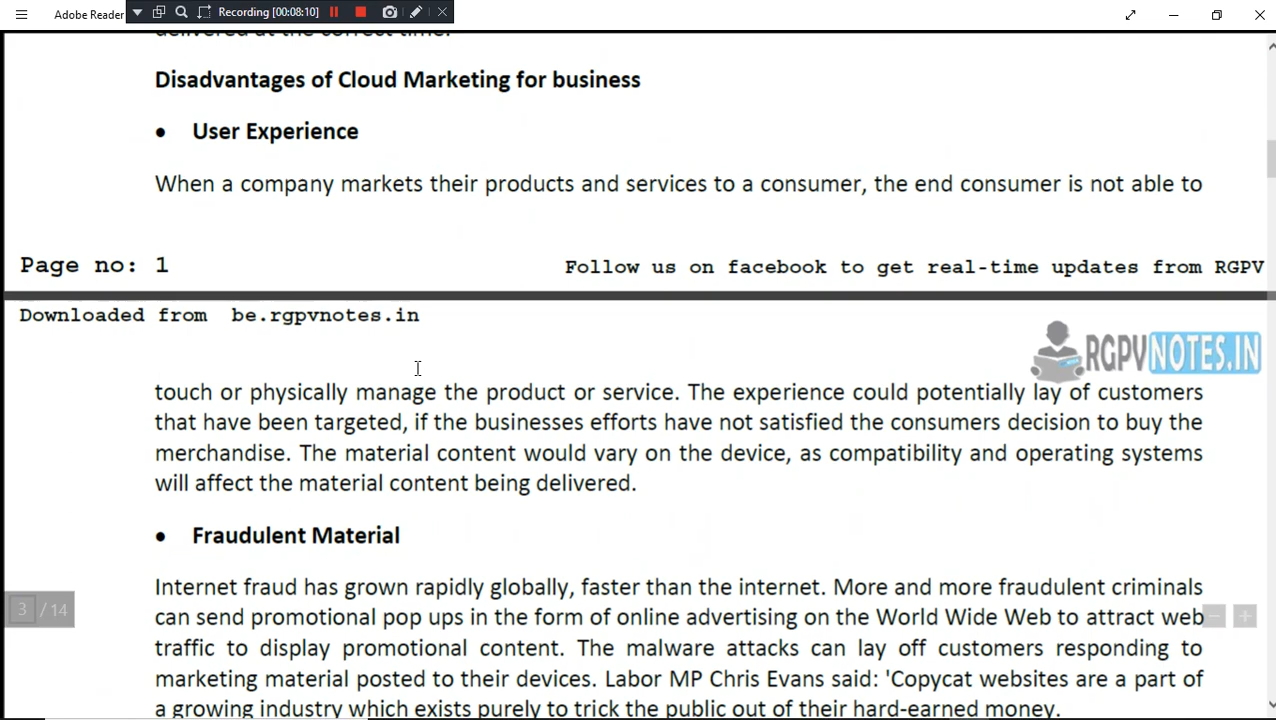 Adobe Reader
Recording [00:08:10]
delivered at the correct time.
Disadvantages of Cloud Marketing for business
• User Experience
When a company markets their products and services to a consumer, the end consumer is not able to
Page no: 1
Follow us on facebook to get real-time updates from RGPV
Downloaded from be.rgpvnotes.in
RGPVNOTES.IN
touch or physically manage the product or service. The experience could potentially lay of customers
that have been targeted, if the businesses efforts have not satisfied the consumers decision to buy the
merchandise. The material content would vary on the device, as compatibility and operating systems
will affect the material content being delivered.
• Fraudulent Material
Internet fraud has grown rapidly globally, faster than the internet. More and more fraudulent criminals
3 / 14
can send promotional pop ups in the form of online advertising on the World Wide Web to attract web
traffic to display promotional content. The malware attacks can lay off customers responding to
marketing material posted to their devices. Labor MP Chris Evans said: 'Copycat websites are a part of
a growing industry which exists purely to trick the public out of their hard-earned money.